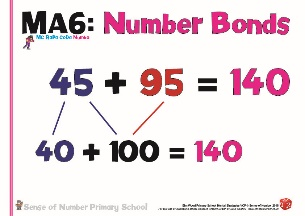 MA6: Number Bonds
45 + 95 = 140
40 + 100 = 140
Sense of Number Primary School